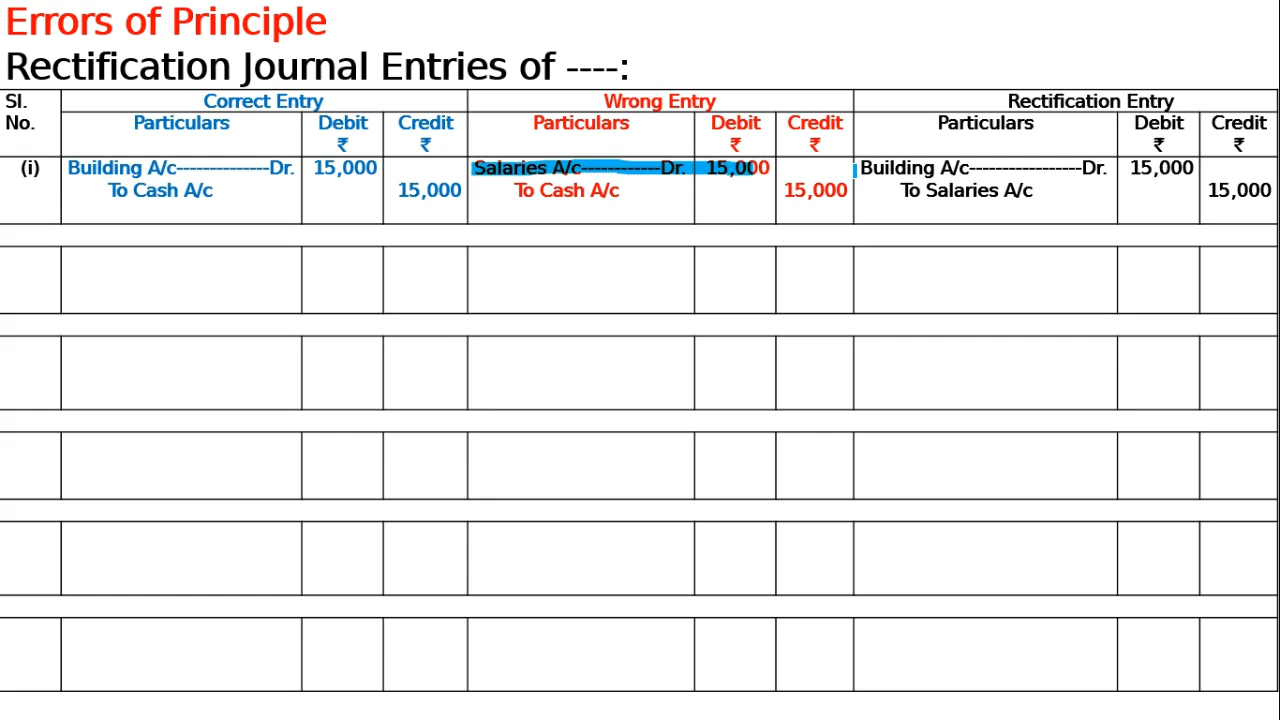 Errors of Principle
Rectification Journal Entries of ----:
Sl. No. Correct Entry Wrong Entry Rectification Entry
Particulars Debit ₹ Credit ₹ Particulars Debit ₹ Credit ₹ Particulars Debit ₹ Credit ₹
(i) Building A/c---------------Dr. 15,000 Salaries A/c------------Dr. 15,000 Building A/c-----------------Dr. 15,000
To Cash A/c 15,000 To Cash A/c 15,000 To Salaries A/c 15,000